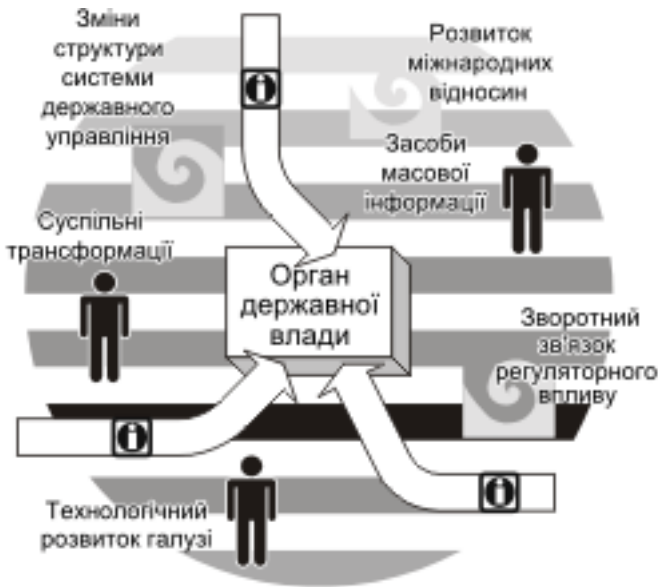 Зміни
структури
системи
державного
управління
Розвиток
міжнародних
відносин
Засоби
масової
інформації
Суспільні
трансформації
Орган
державної
влади
Зворотний
зв'язок
регуляторного
впливу
Технологічний
розвиток галузі